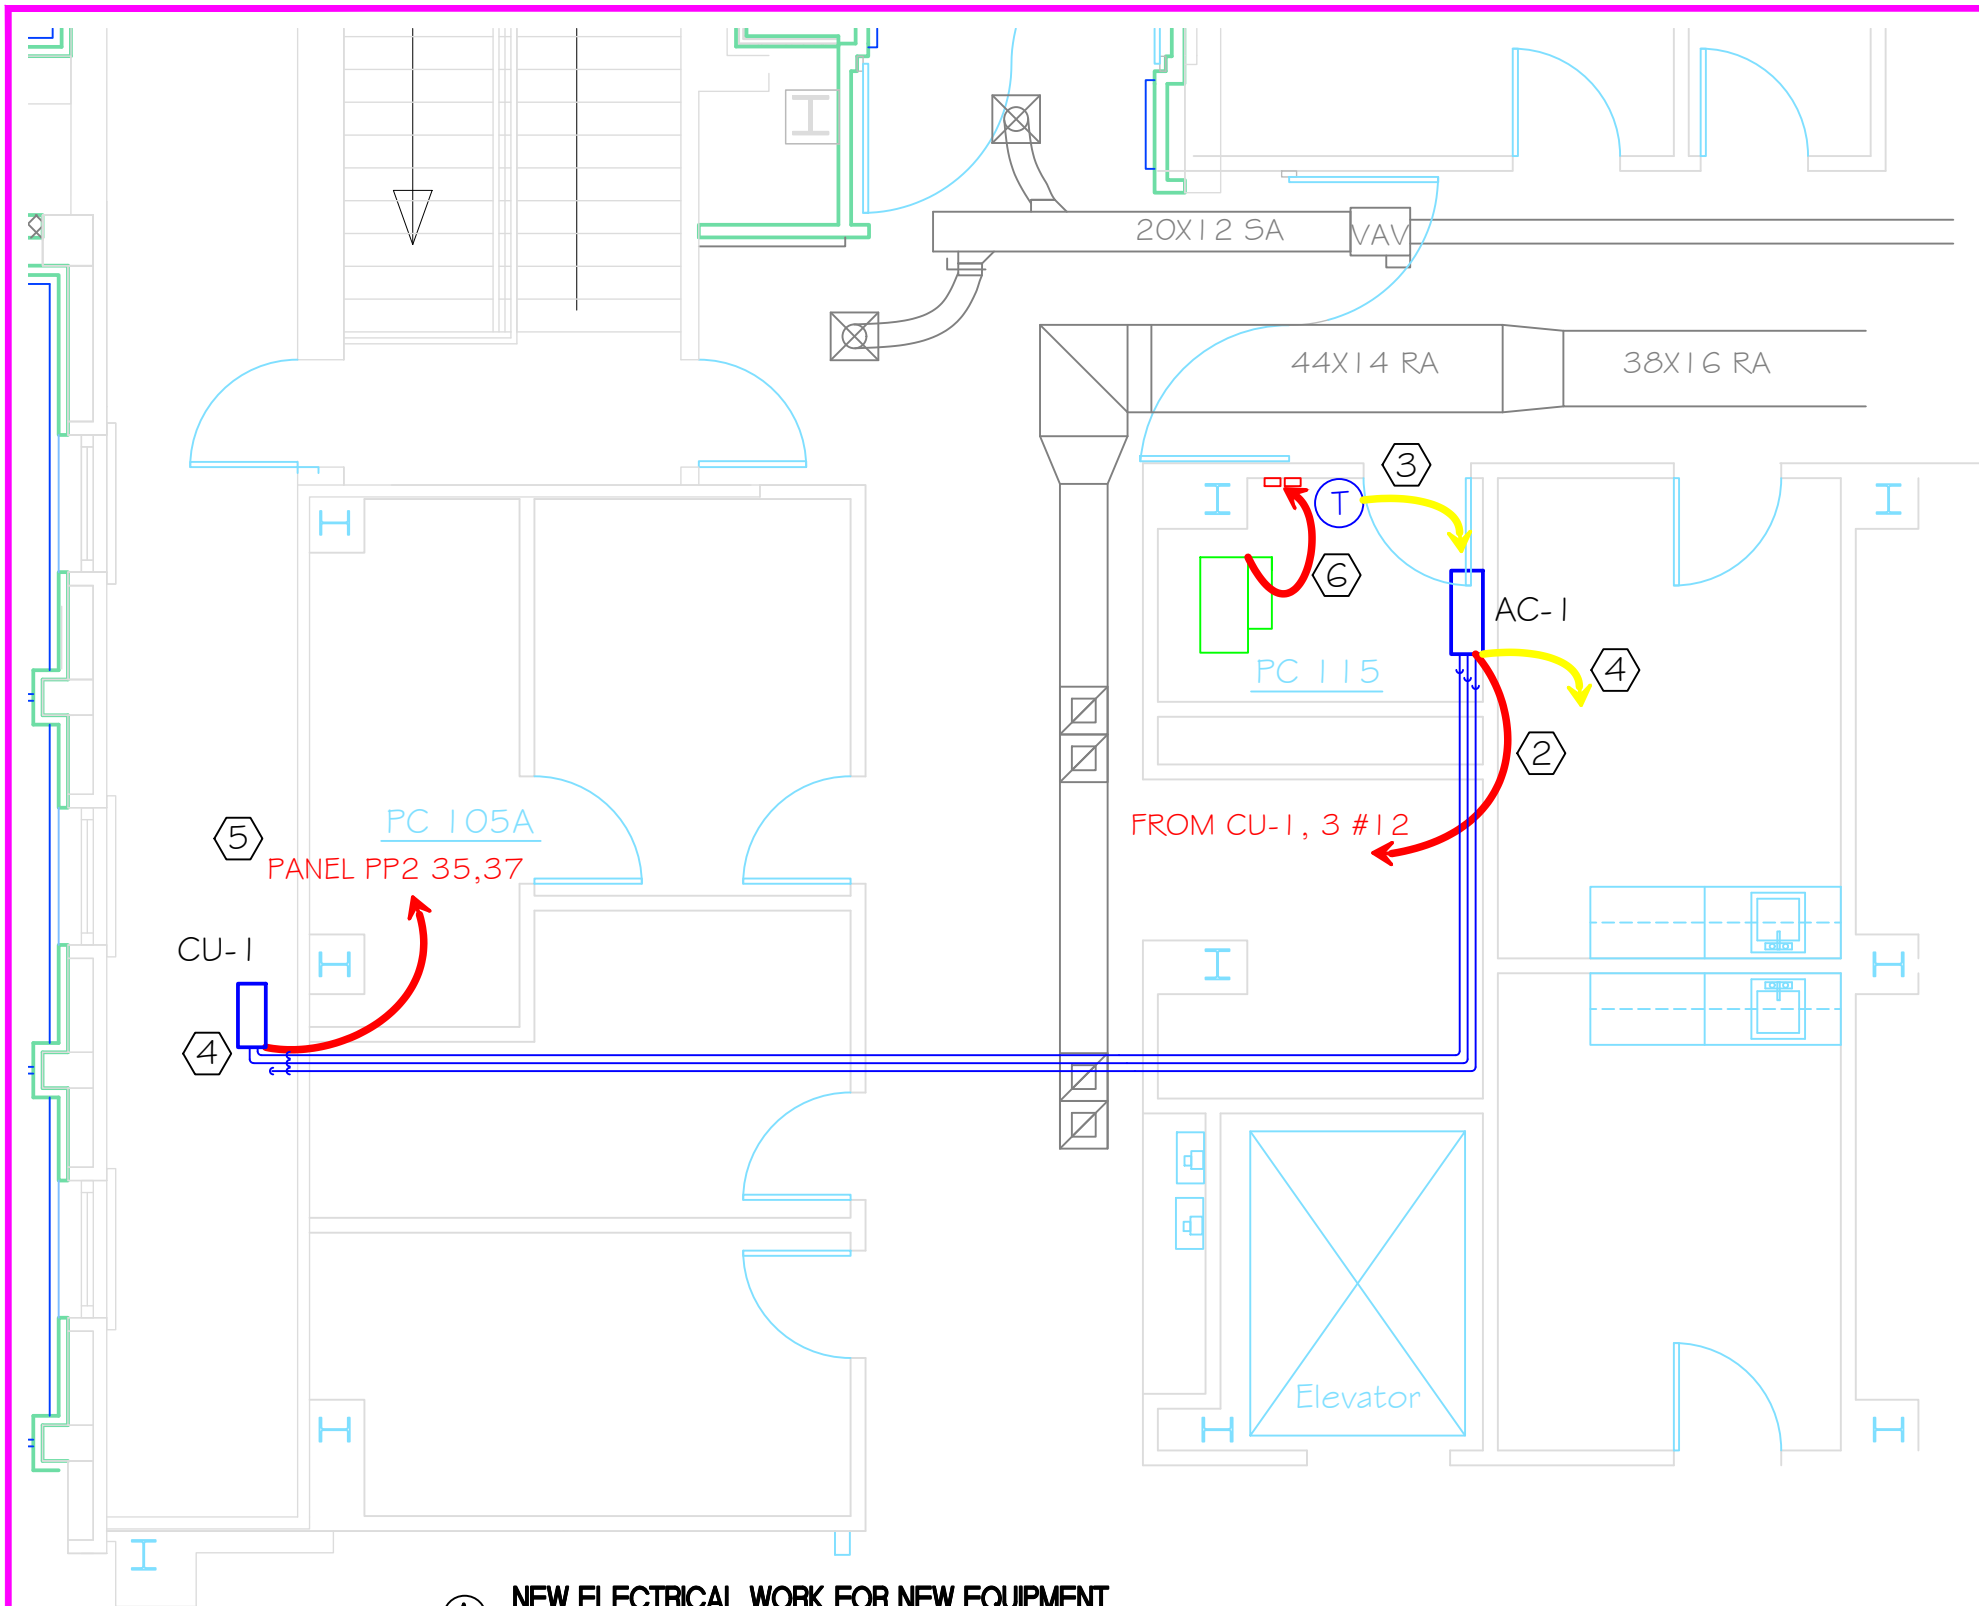 20X12 SA
VAV
44X14 RA
38X16 RA
3
T
6
AC-1
PC 115
4
2
FROM CU-1, 3 #12
PC 105A
5
PANEL PP2 35,37
CU-1
4
Elevator
NEW ELECTRICAL WORK FOR NEW EQUIPMENT